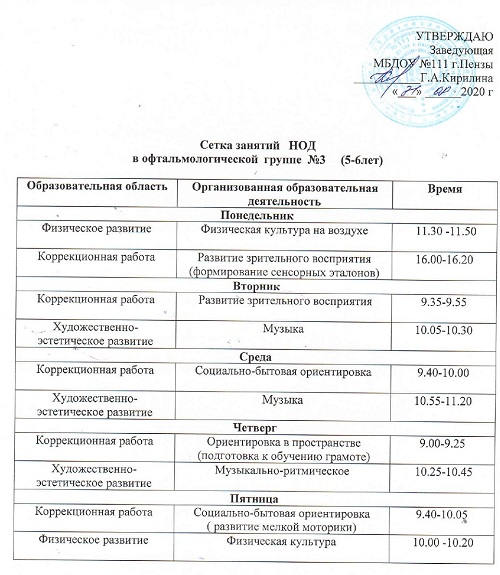 УТВЕРЖДАЮ
Заведующая
МБДОУ №111 г.Пензы
Г.А.Кирилина
« » 2020 г
Сетка занятий НОД
в офтальмологической группе №3 (5-6лет)
Образовательная область Организованная образовательная деятельность Время
Понедельник
Физическое развитие Физическая культура на воздухе 11.30 -11.50
Коррекционная работа Развитие зрительного восприятия 16.00-16.20
(формирование сенсорных эталонов)
Вторник
Коррекционная работа Развитие зрительного восприятия 9.35-9.55
Художественно- Музыка 10.05-10.30
эстетическое развитие
Среда
Коррекционная работа Социально-бытовая ориентировка 9.40-10.00
Художественно- Музыка 10.55-11.20
эстетическое развитие
Четверг
Коррекционная работа Ориентировка в пространстве 9.00-9.25
(подготовка к обучению грамоте)
Художественно- Музыкально-ритмическое 10.25-10.45
эстетическое развитие
Пятница
Коррекционная работа Социально-бытовая ориентировка 9.40-10.05
( развитие мелкой моторики)
Физическое развитие Физическая культура 10.00 -10.20